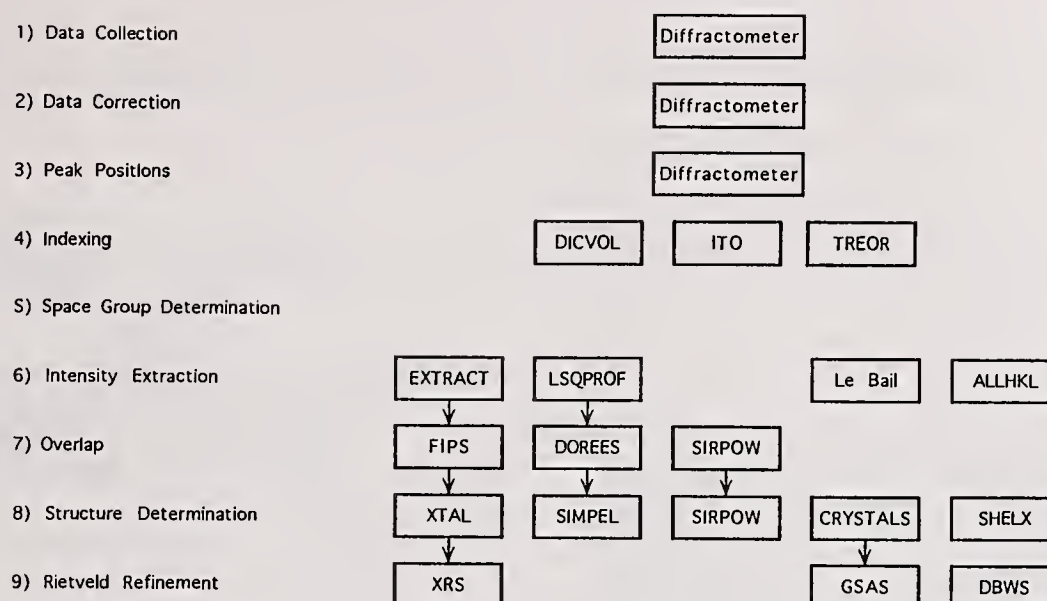 1) Data Collection Diffractometer
2) Data Correction Diffractometer
3) Peak Positions Diffractometer
4) Indexing DICVOL ITO TREOR
S) Space Group Determination
6) Intensity Extraction EXTRACT LSQPROF Le Bail ALLHKL
7) Overlap FIPS DOREES SIRPOW
8) Structure Determination XTAL SIMPEL SIRPOW CRYSTALS SHELX
9) Rietveld Refinement XRS GSAS DBWS